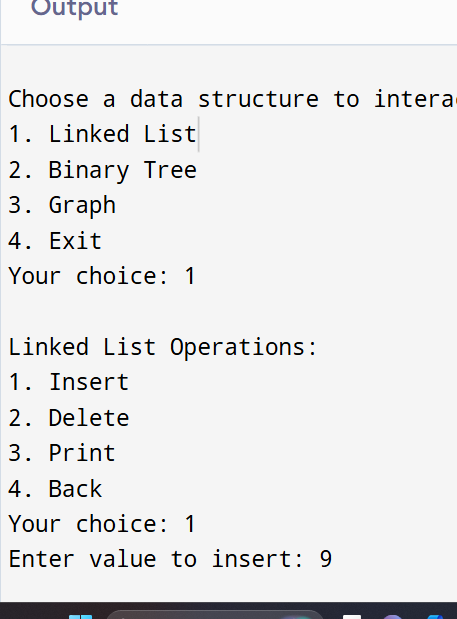 Output
Choose a data structure to
1. Linked List
2. Binary Tree
3. Graph
4. Exit
Your choice: 1
Linked List Operations:
1. Insert
2. Delete
3. Print
4. Back
Your choice: 1
Enter value to insert: 9